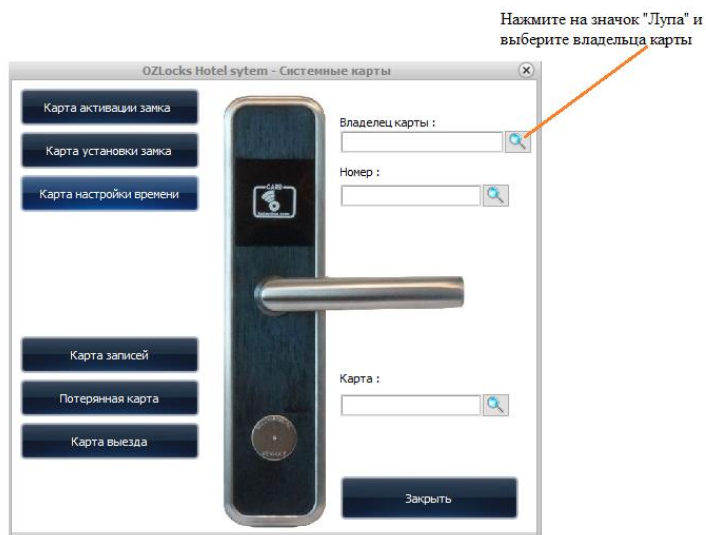 Нажмите на значок "Лупа" и
выберите владельца карты
OZLocks Hotel sytem - Системные карты
Карта активации замка
Карта установки замка
Карта настройки времени
Карта записей
Потерянная карта
Карта выезда
CARD
Владелец карты :
Номер :
Карта :
Закрыть